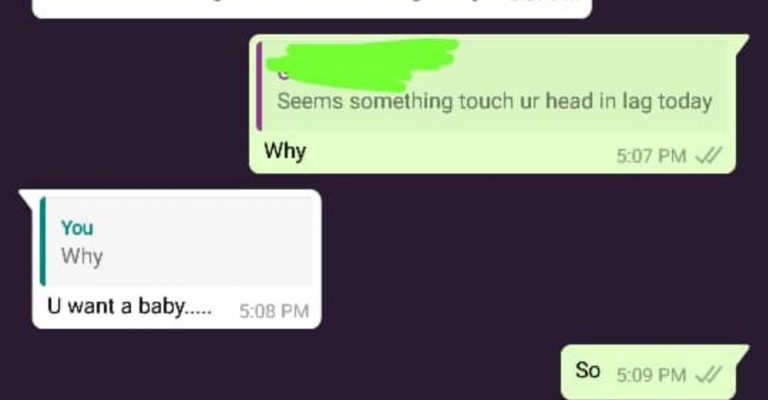 Seems something touch ur head in lag today
Why
5:07 PM
You
Why
U want a baby.....
5:08 PM
So
5:09 PM